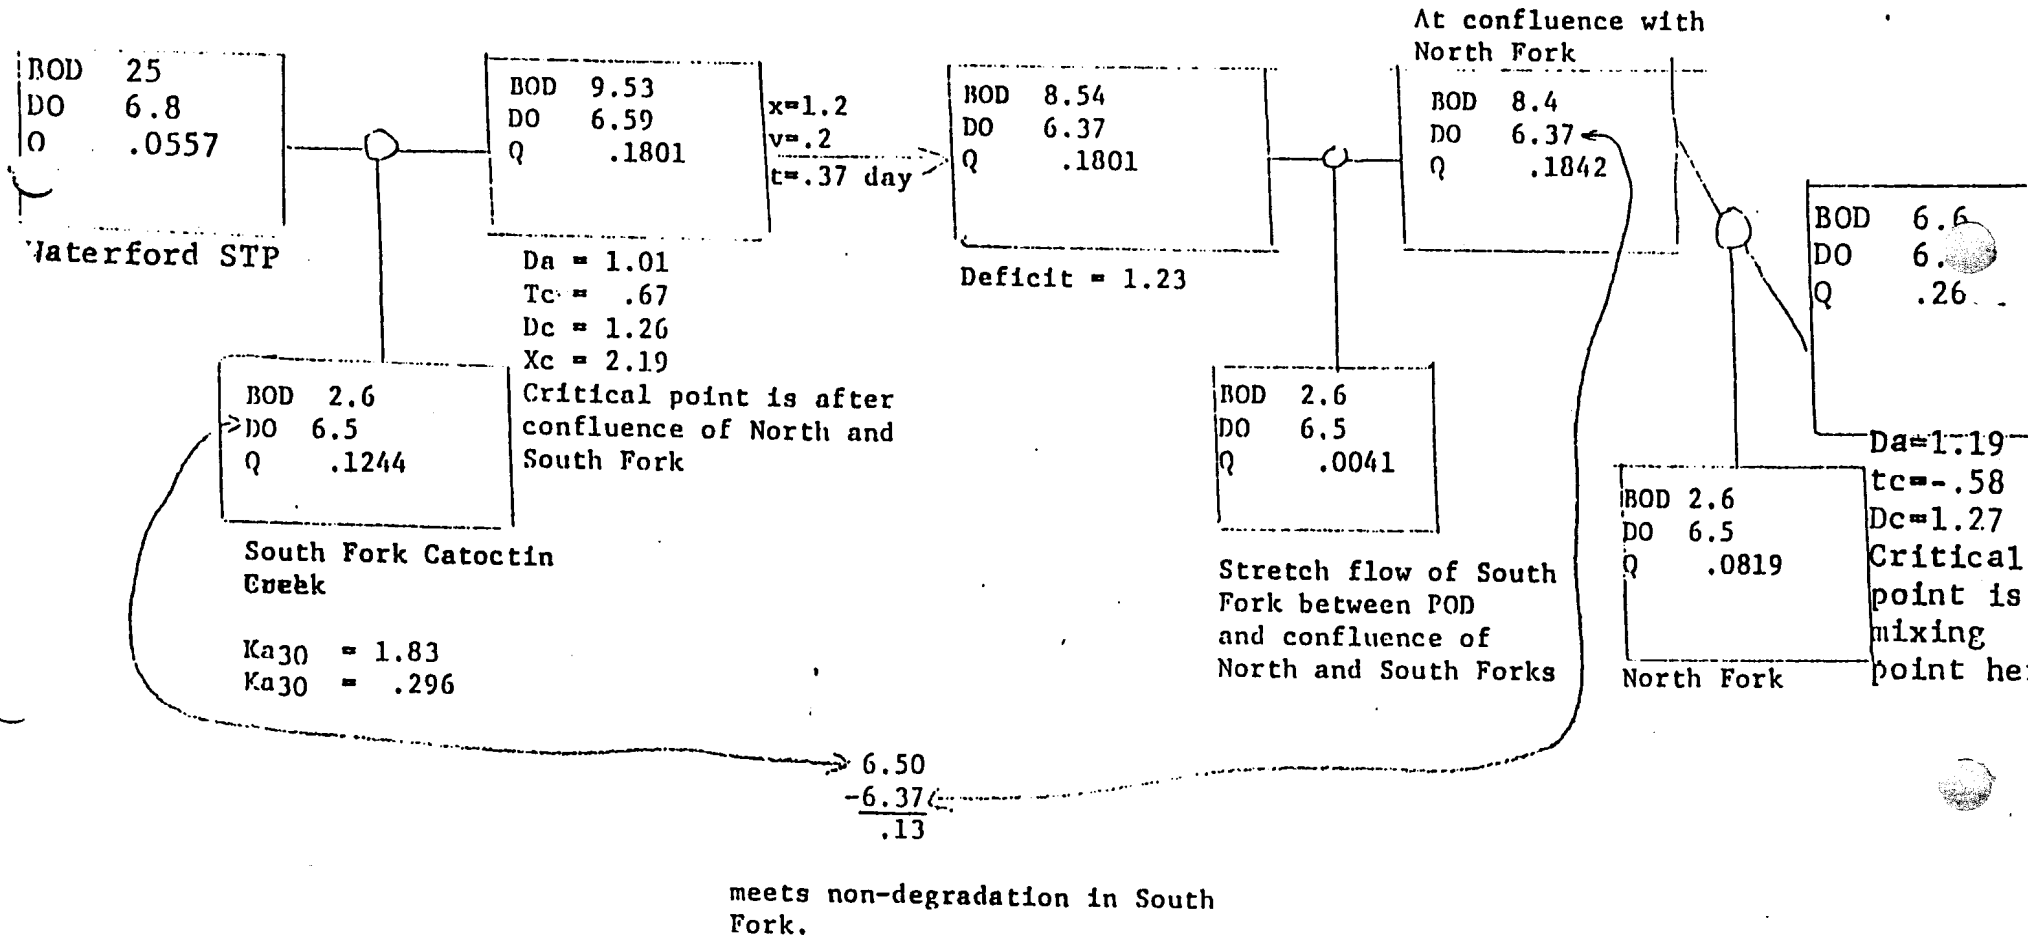 BOD 25
DO 6.8
Q .0557
Waterford STP
BOD 2.6
DO 6.5
Q .1244
South Fork Catoctin
Creek
Ka30 = 1.83
Ka30 = .296
BOD 9.53
DO 6.59
Q .1801
Da = 1.01
Tc = .67
Dc = 1.26
Xc = 2.19
Critical point is after
confluence of North and
South Fork
x=1.2
v=.2
t=.37 day
BOD 8.54
DO 6.37
Q .1801
Deficit = 1.23
BOD 2.6
DO 6.5
Q .0041
Stretch flow of South
Fork between POD
and confluence of
North and South Forks
At confluence with
North Fork
BOD 8.4
DO 6.37
Q .1842
BOD 2.6
DO 6.5
Q .0819
North Fork
BOD 6.6
DO 6.
Q .26
Da=1.19
tc=-.58
Dc=1.27
Critical
point is
mixing
point
6.50
-6.37
.13
meets non-degradation in South
Fork.